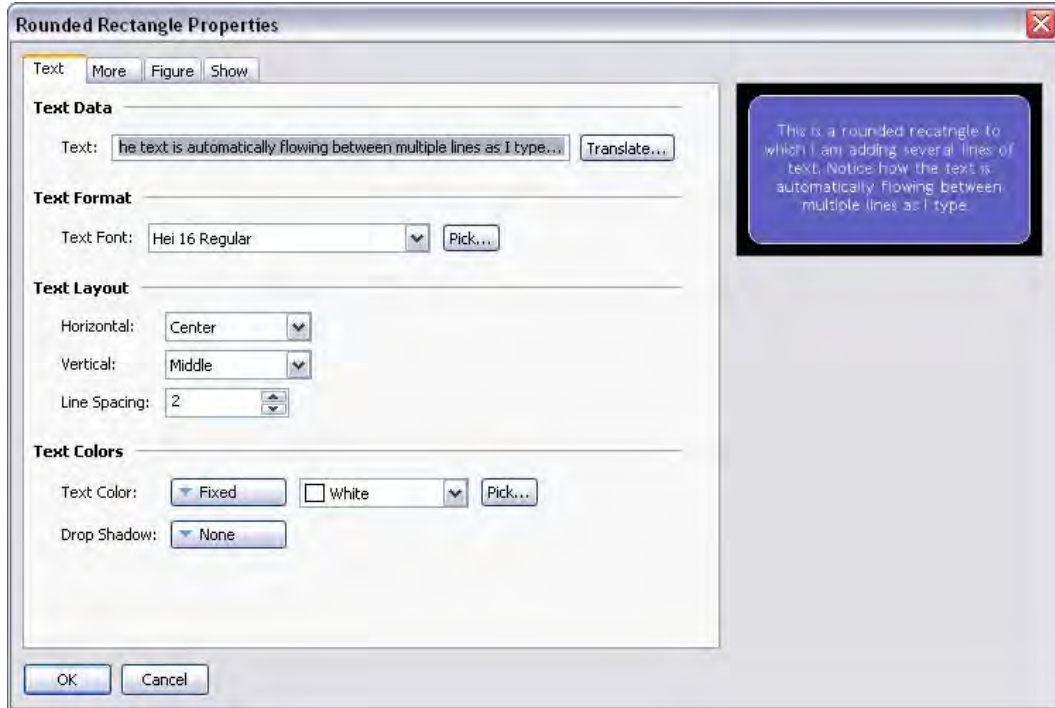 Rounded Rectangle Properties
Text More Figure Show
Text Data
Text: he text is automatically flowing between multiple lines as I type... Translate...
Text Format
Text Font: Hei 16 Regular Pick...
Text Layout
Horizontal: Center
Vertical: Middle
Line Spacing: 2
Text Colors
Text Color: Fixed White Pick...
Drop Shadow: None
OK Cancel
This is a rounded recatngle to
which I am adding several lines of
text. Notice how the text is
automatically flowing between
multiple lines as I type.